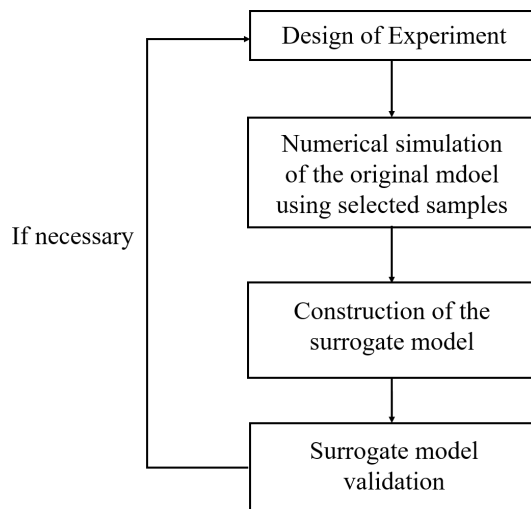 Design of Experiment
Numerical simulation
of the original mdoel
using selected samples
If necessary
Construction of the
surrogate model
Surrogate model
validation